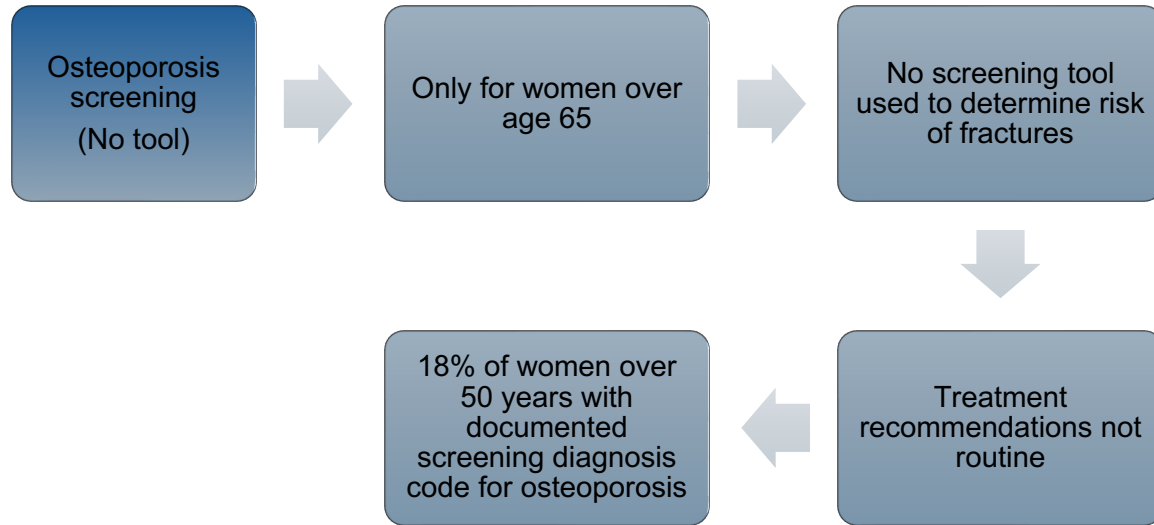 Osteoporosis
screening
(No tool)
Only for women over
age 65
No screening tool
used to determine risk
of fractures
Treatment
recommendations not
routine
18% of women over
50 years with
documented
screening diagnosis
code for osteoporosis